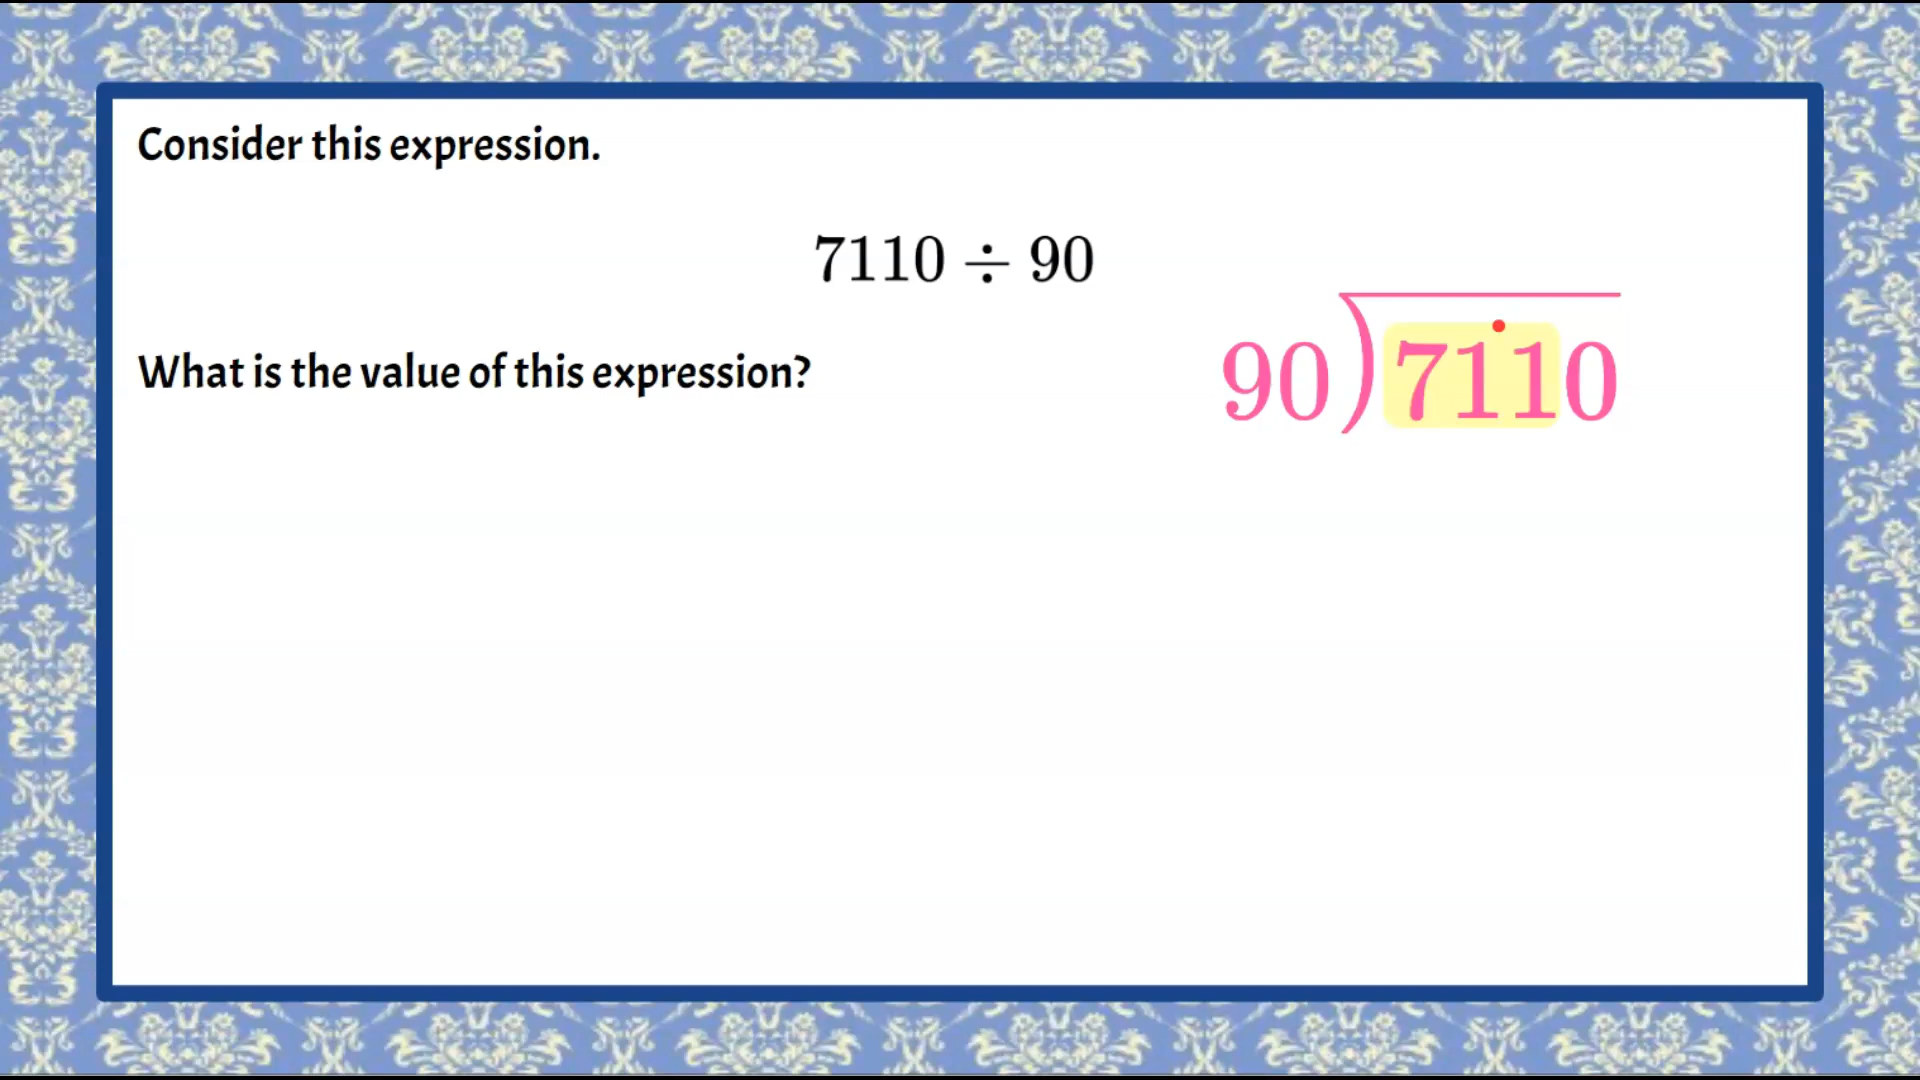 Consider this expression.
7110 ÷ 90
What is the value of this expression?
90)7110